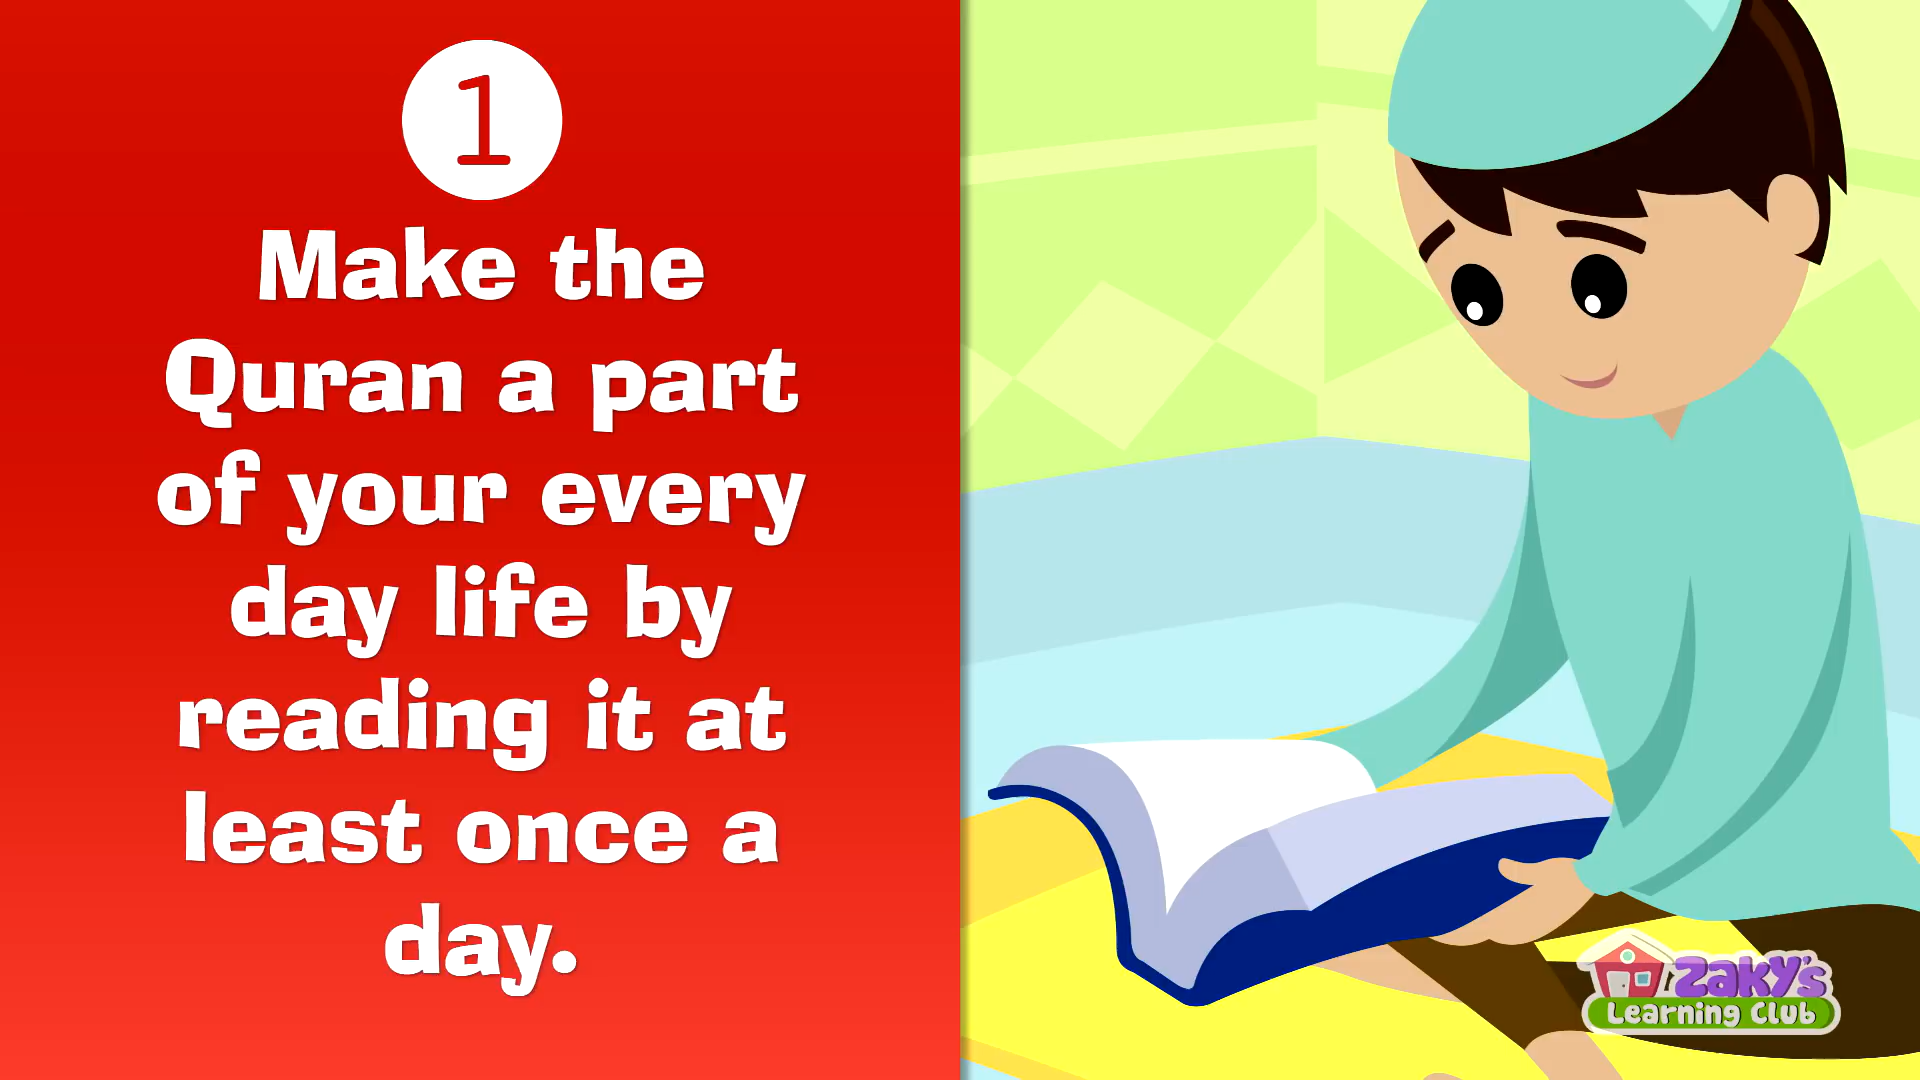 1
Make the
Quran a part
of your every
day life by
reading it at
least once a
day.
ZaKY's
Learning Club